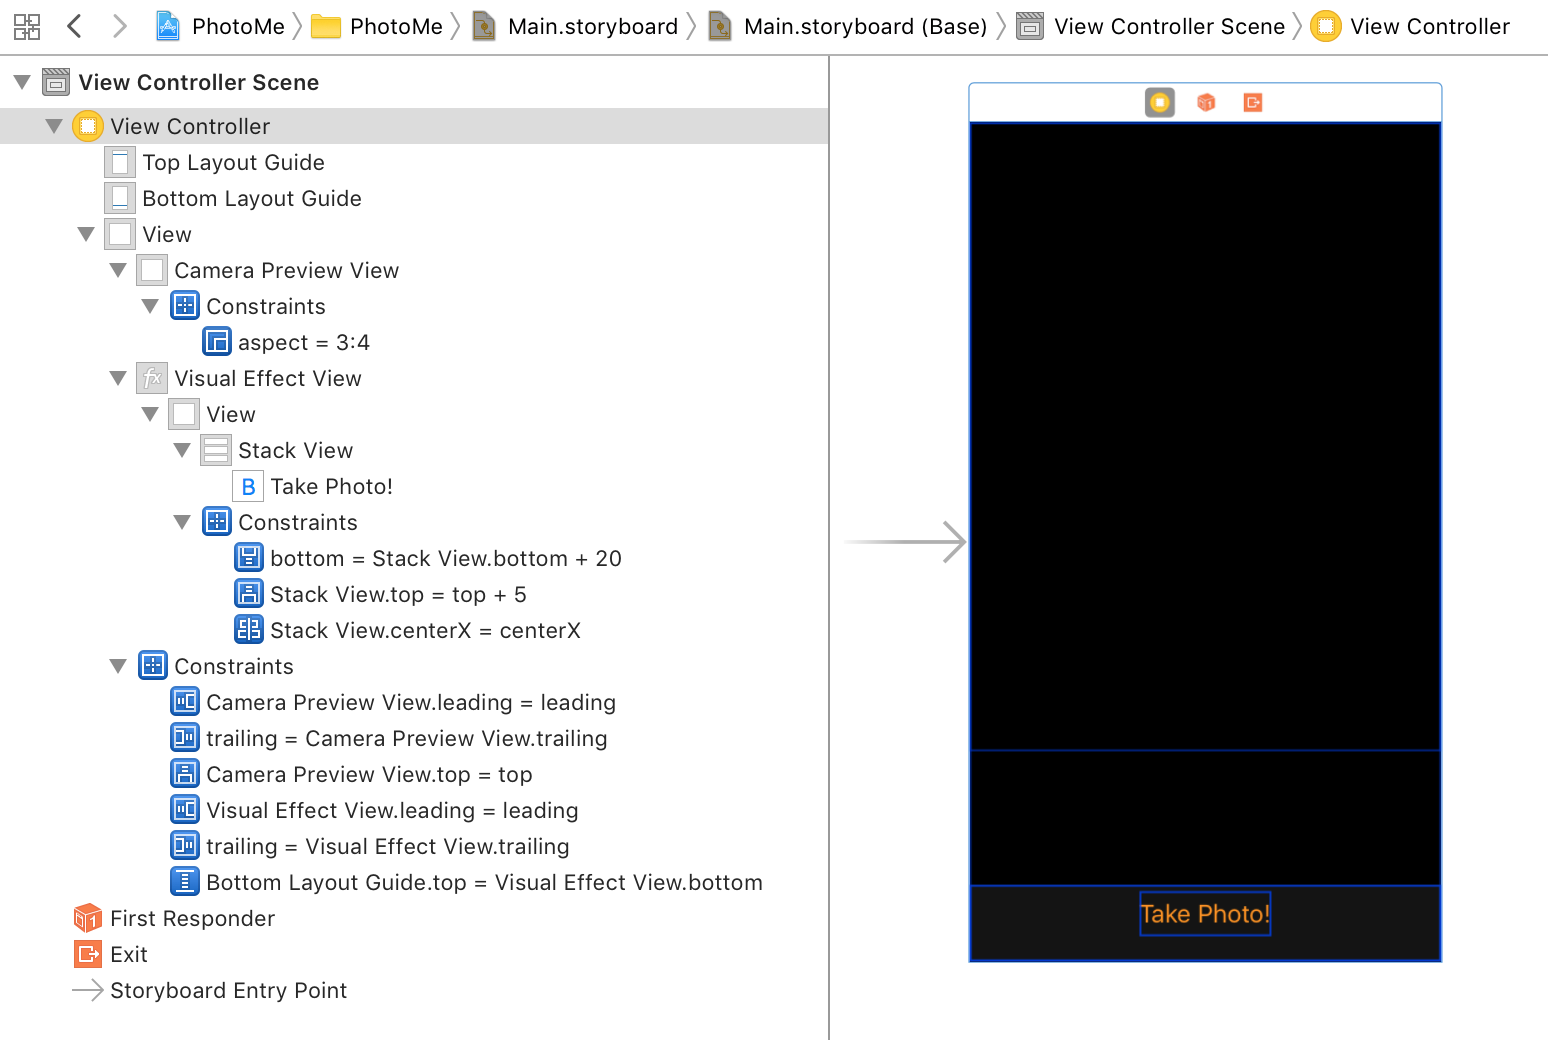 PhotoMe PhotoMe Main.storyboard Main.storyboard (Base) View Controller Scene View Controller
View Controller Scene
View Controller
Top Layout Guide
Bottom Layout Guide
View
Camera Preview View
Constraints
aspect = 3:4
fx Visual Effect View
View
Stack View
B Take Photo!
Constraints
bottom = Stack View.bottom + 20
Stack View.top = top + 5
Stack View.centerX = centerX
Constraints
Camera Preview View.leading = leading
trailing = Camera Preview View.trailing
Camera Preview View.top = top
Visual Effect View.leading = leading
trailing = Visual Effect View.trailing
Bottom Layout Guide.top = Visual Effect View.bottom
1 First Responder
Exit
Storyboard Entry Point
1
Take Photo!